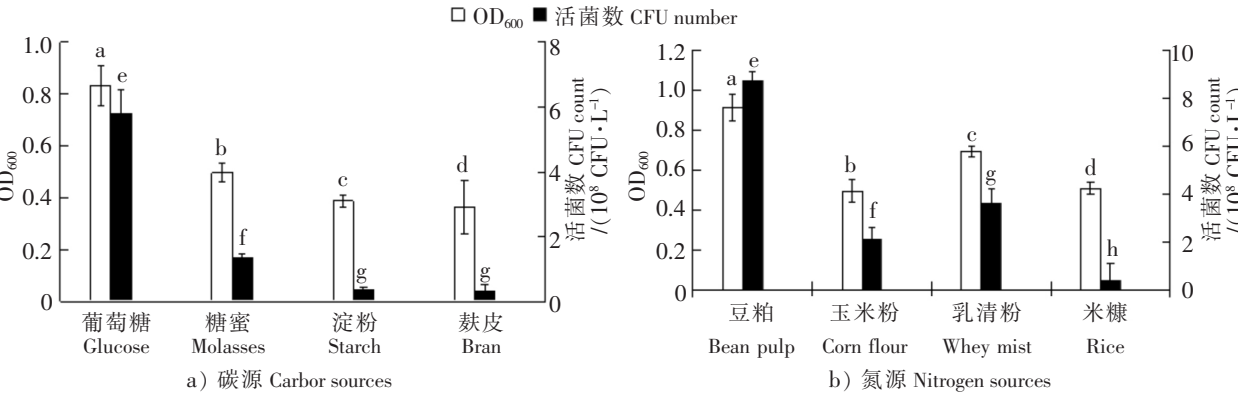 OD₆₀₀ 活菌数 CFU number
1.0
0.8
0.6
0.4
0.2
0
OD₆₀₀
a
e
b
f
c
g
d
g
8
6
4
2
0
活菌数 CFU count
/(10⁸ CFU·L⁻¹)
葡萄糖 糖蜜 淀粉 麸皮
Glucose Molasses Starch Bran
a) 碳源 Carbor sources
1.2
1.0
0.8
0.6
0.4
0.2
0
OD₆₀₀
a
e
b
f
c
g
d
h
10
8
6
4
2
0
活菌数 CFU count
/(10⁸ CFU·L⁻¹)
豆粕 玉米粉 乳清粉 米糠
Bean pulp Corn flour Whey mist Rice
b) 氮源 Nitrogen sources